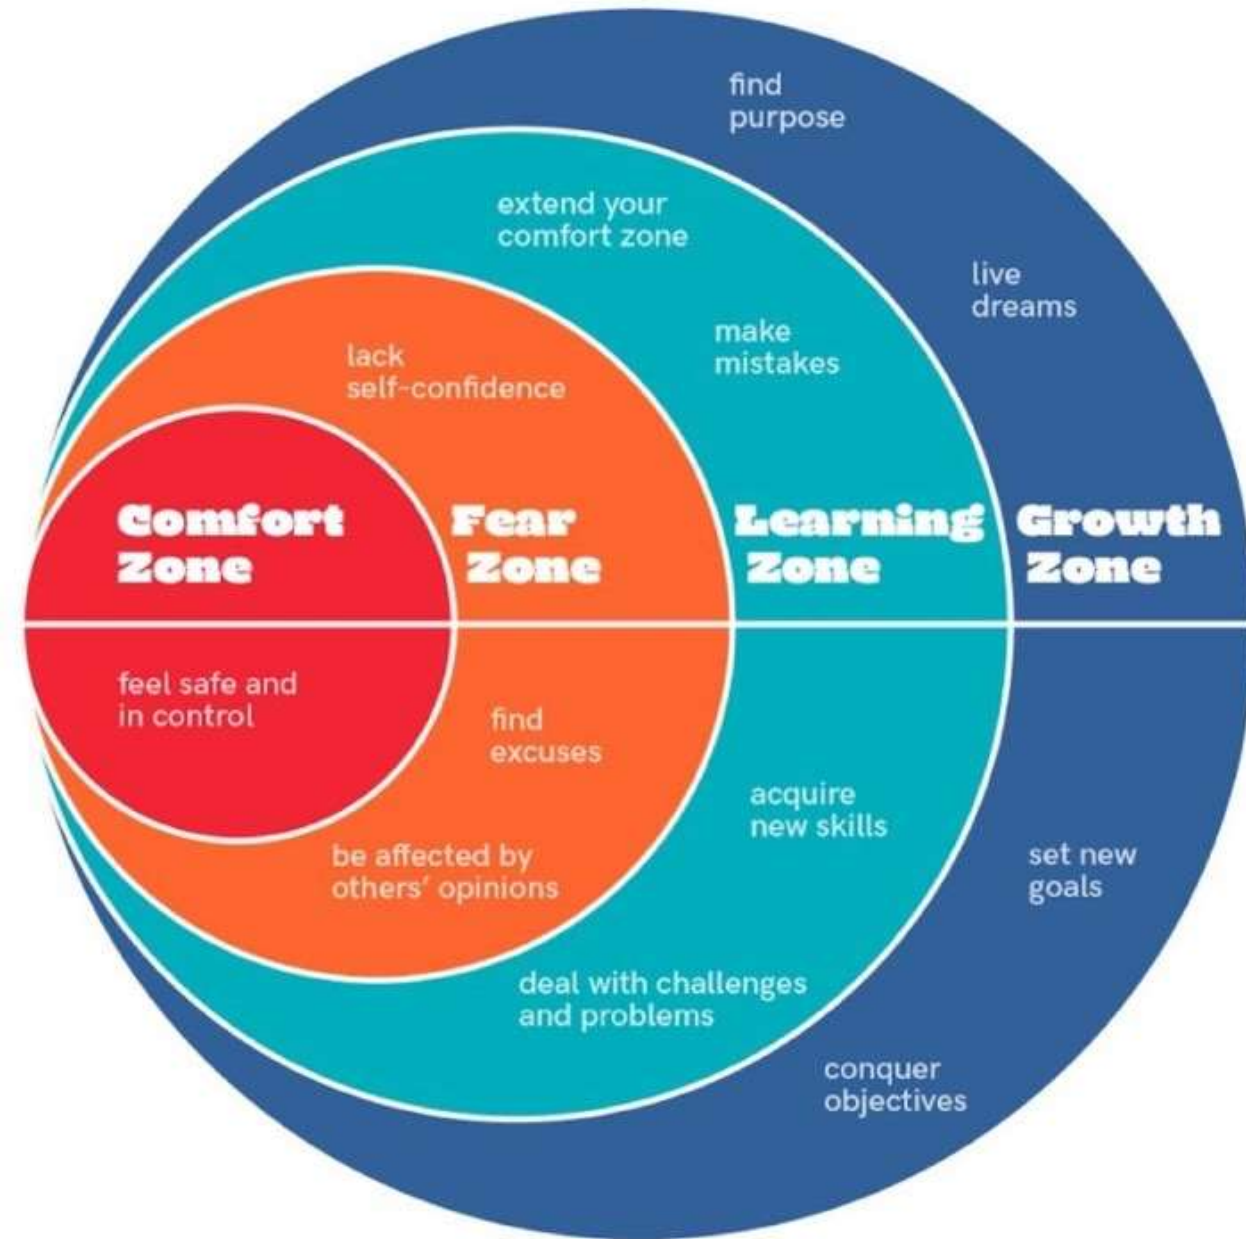 find
purpose
extend your
comfort zone
live
dreams
make
mistakes
lack
self-confidence
Comfort
Zone
Fear
Zone
Learning
Zone
Growth
Zone
feel safe and
in control
find
excuses
acquire
new skills
be affected by
others' opinions
set new
goals
deal with challenges
and problems
conquer
objectives